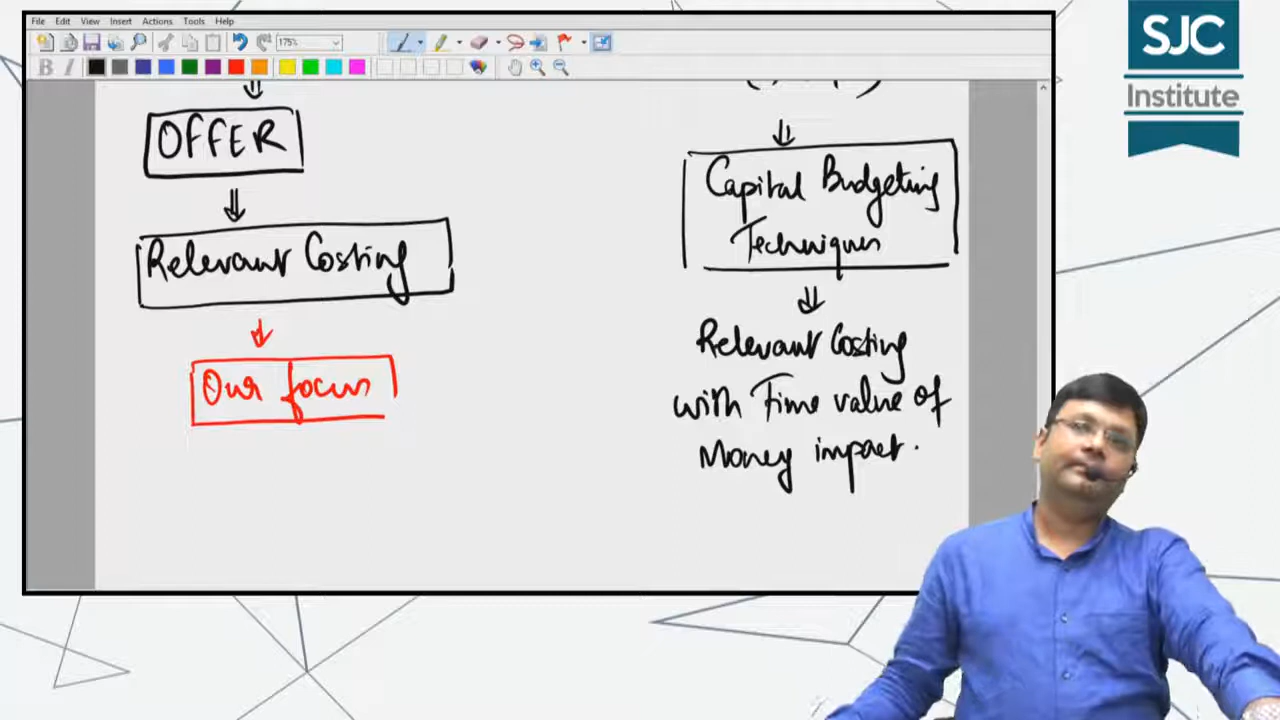 File Edit View Insert Actions Tools Help
175%
B I
OFFER
Relevant Costing
Our focus
Capital Budgeting
Techniques
Relevant Costing
with Time value of
Money impact.
SJC
Institute